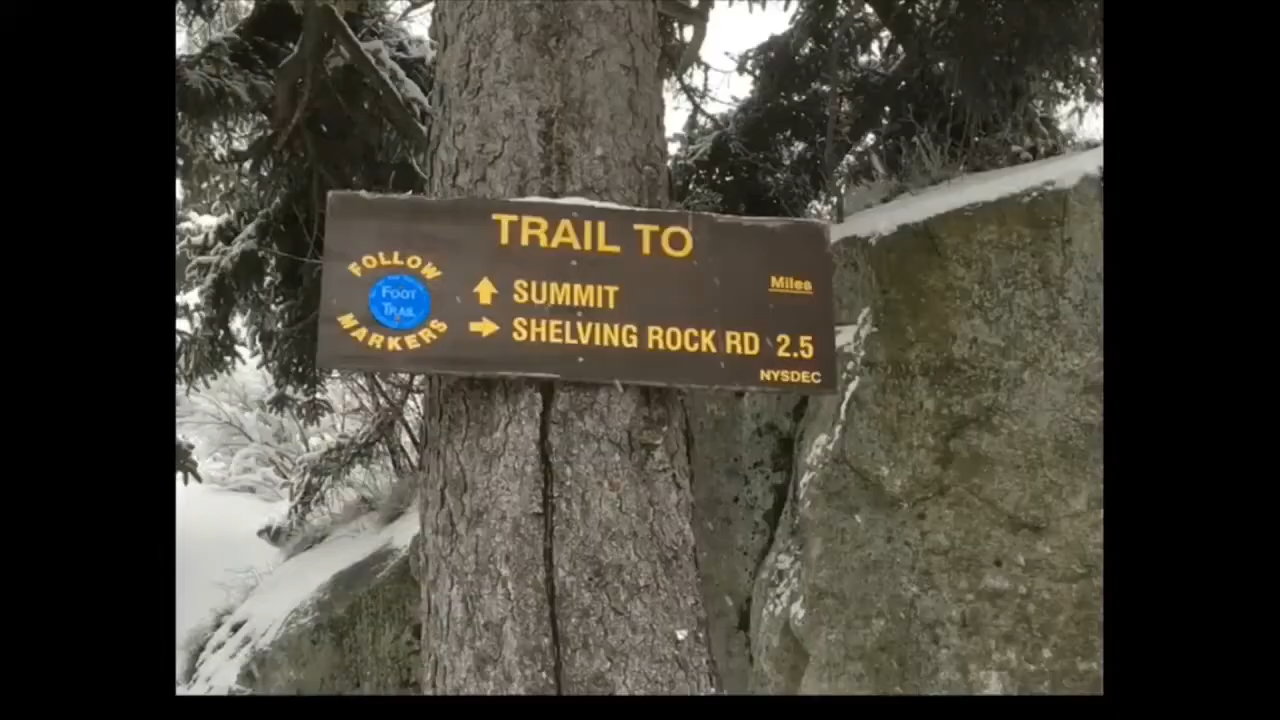 TRAIL TO
FOLLOW
FOOT
TRAIL
MARKERS
Miles
SUMMIT
SHELVING ROCK RD 2.5
NYSDEC